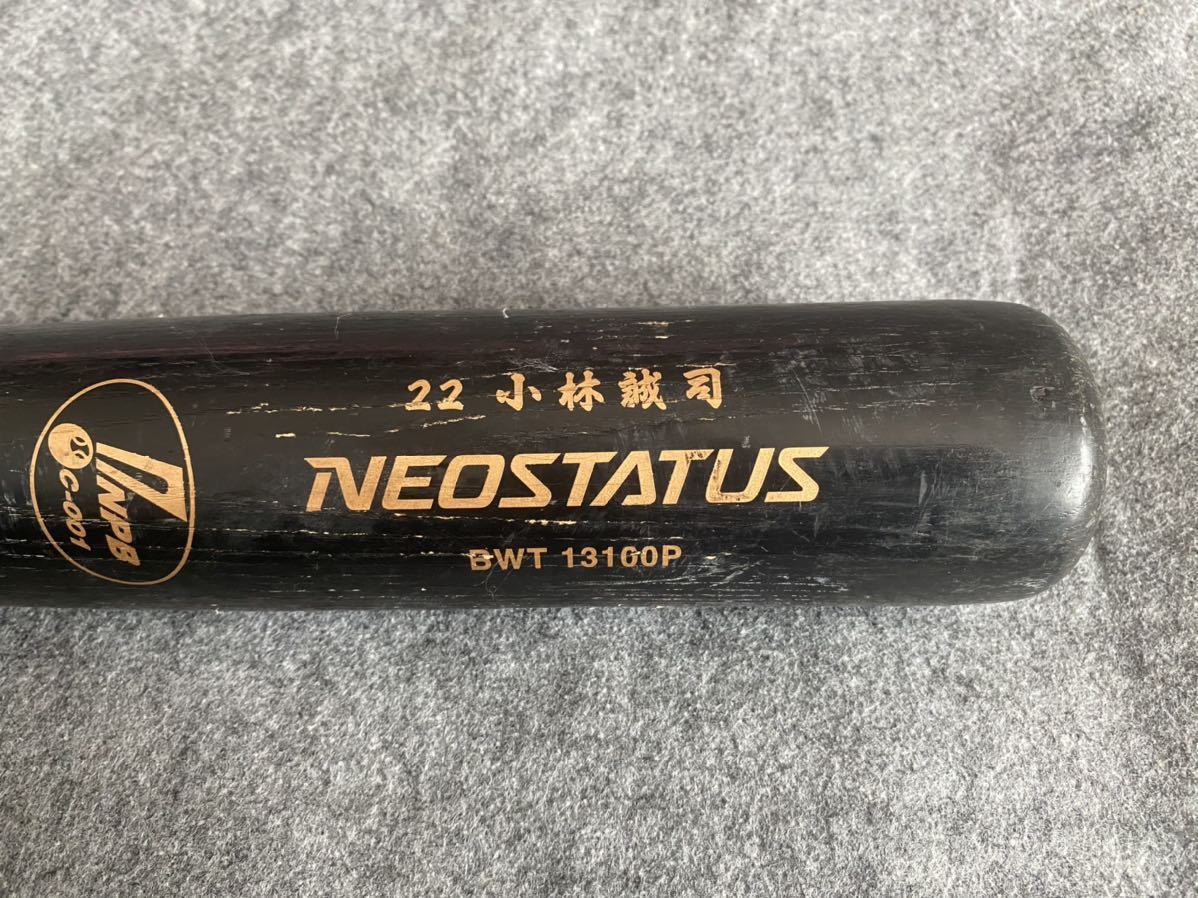 22 小林誠司
NEOSTATUS
BWT 13100P
NPB
C-001